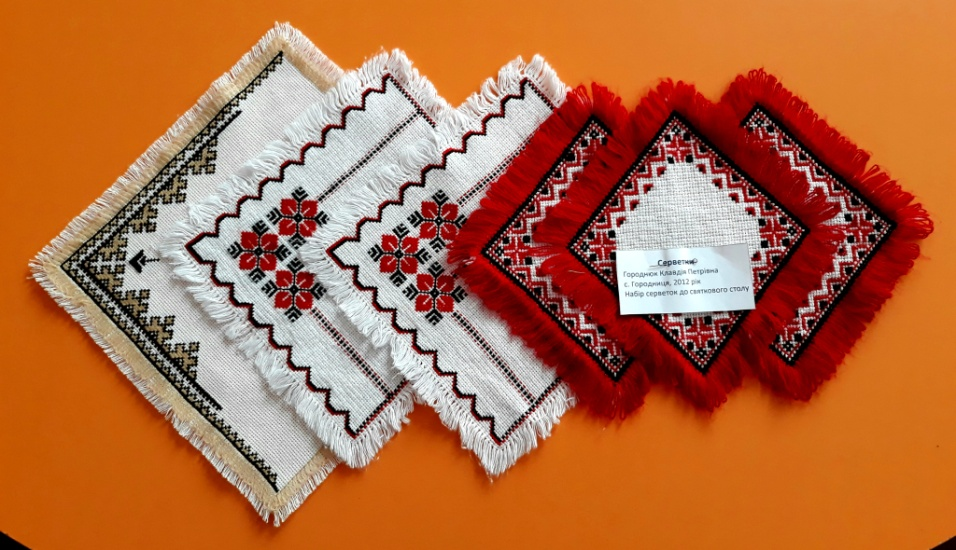 Серветки
Городнюк Клавдія Петрівна
с. Городниця, 2012 рік
Набір серветок до святкового столу